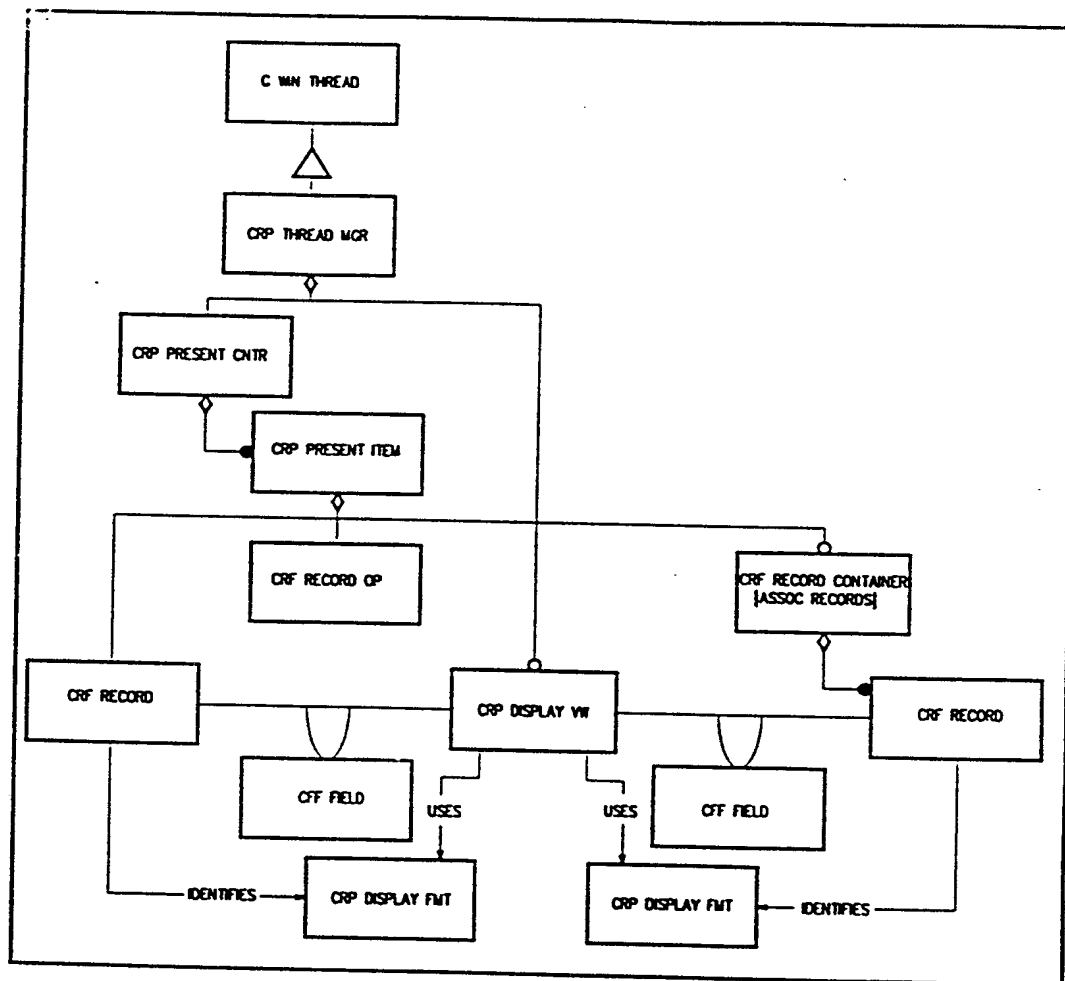 C WIN THREAD
CRP THREAD MGR
CRP PRESENT CNTR
CRP PRESENT ITEM
CRF RECORD OP
CRF RECORD CONTAINER
|ASSOC RECORDS|
CRF RECORD
CRP DISPLAY VW
CRF RECORD
CFF FIELD
CFF FIELD
USES
USES
CRP DISPLAY FMT
CRP DISPLAY FMT
IDENTIFIES
IDENTIFIES